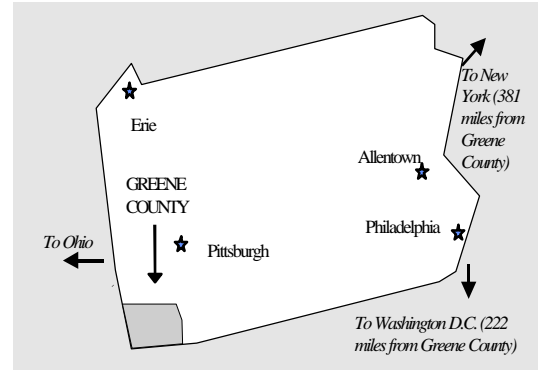 To New
York (381
miles from
Greene
County)
Erie
Allentown
GREENE
COUNTY
Philadelphia
To Ohio
Pittsburgh
To Washington D.C. (222
miles from Greene County)